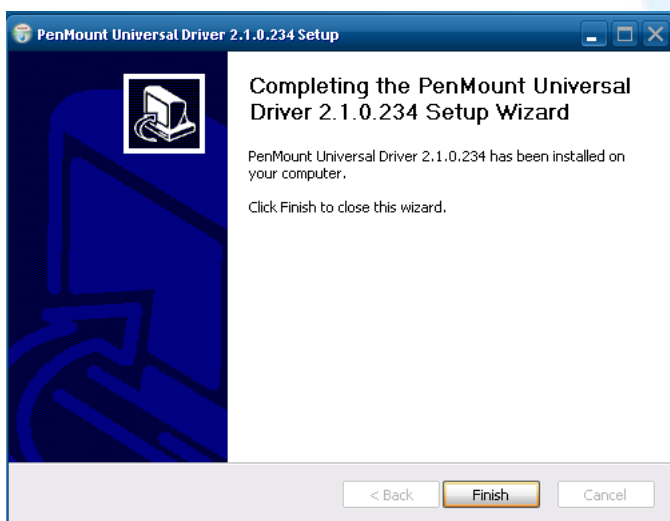 PenMount Universal Driver 2.1.0.234 Setup
Completing the PenMount Universal
Driver 2.1.0.234 Setup Wizard
PenMount Universal Driver 2.1.0.234 has been installed on
your computer.
Click Finish to close this wizard.
< Back Finish Cancel